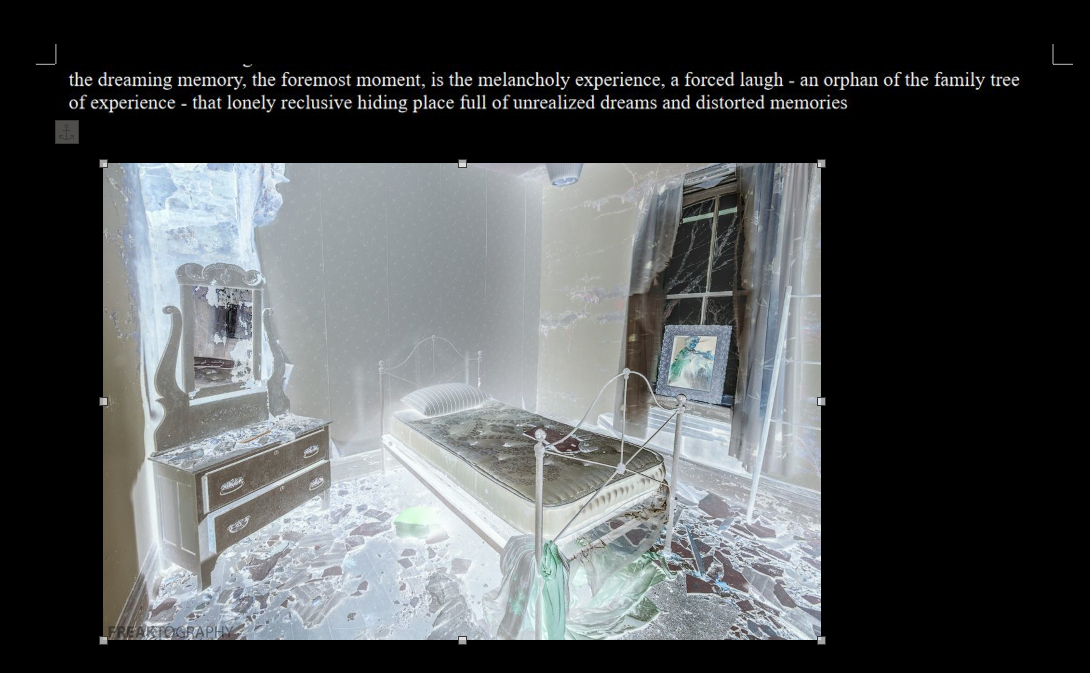 the dreaming memory, the foremost moment, is the melancholy experience, a forced laugh - an orphan of the family tree
of experience - that lonely reclusive hiding place full of unrealized dreams and distorted memories
FREAKTOGRAPHY